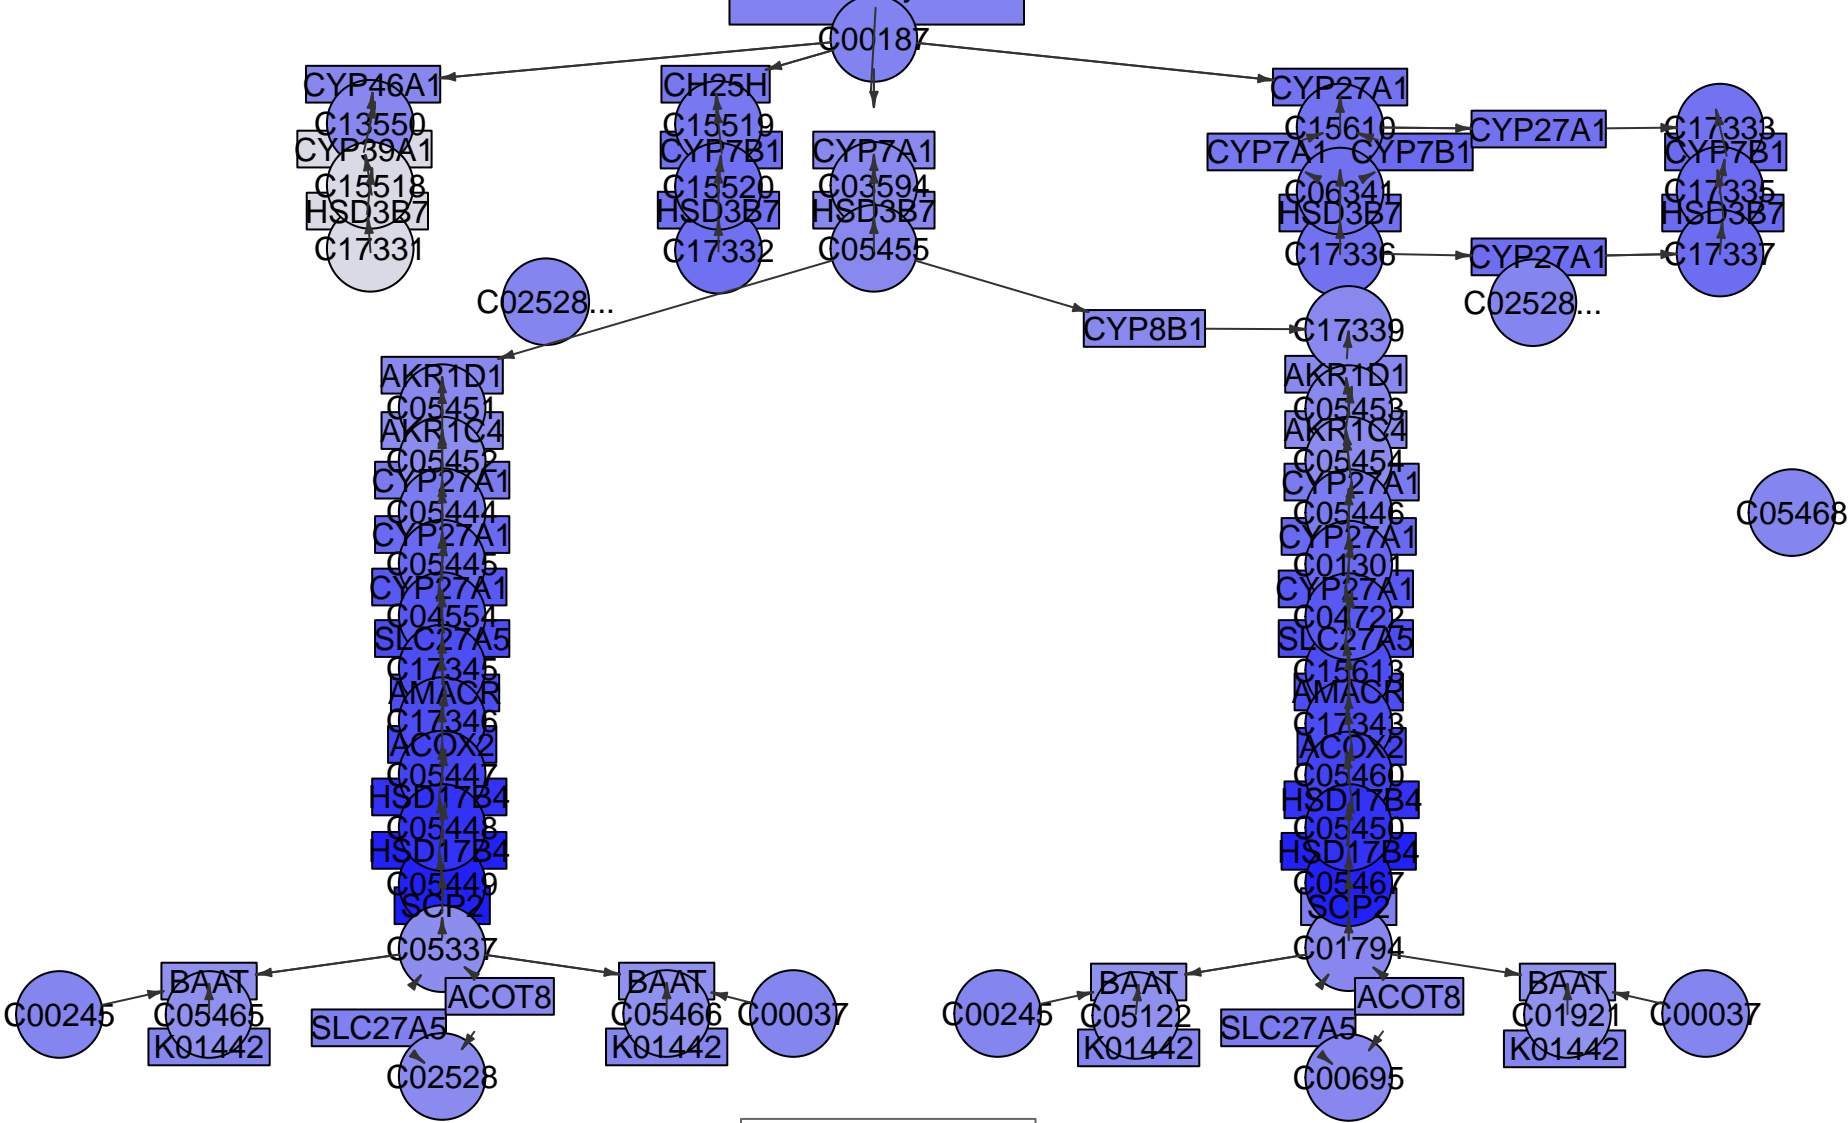 C00187
CYP46A1
C13550
CYP39A1
C15518
HSD3B7
C17331
CH25H
C15519
CYP7B1
C15520
HSD3B7
C17332
CYP7A1
C03594
HSD3B7
C05455
CYP27A1
C15610
CYP7A1
CYP7B1
C06341
HSD3B7
C17336
CYP27A1
CYP27A1
C17333
CYP7B1
C17335
HSD3B7
C17337
C02528...
C02528...
CYP8B1
C17339
AKR1D1
C05451
AKR1C4
C05452
CYP27A1
C05444
CYP27A1
C05445
CYP27A1
C04554
SLC27A5
C17345
AMACR
C17346
ACOX2
C05447
HSD17B4
C05448
HSD17B4
C05449
SCP2
C05337
AKR1D1
C05453
AKR1C4
C05454
CYP27A1
C05446
CYP27A1
C01301
CYP27A1
C04722
SLC27A5
C15613
AMACR
C17343
ACOX2
C05460
HSD17B4
C05450
HSD17B4
C05467
SCP2
C01794
C05468
C00245
BAAT
C05465
K01442
SLC27A5
ACOT8
C02528
BAAT
C05466
K01442
C00037
C00245
BAAT
C05122
K01442
SLC27A5
ACOT8
C00695
BAAT
C01921
K01442
C00037